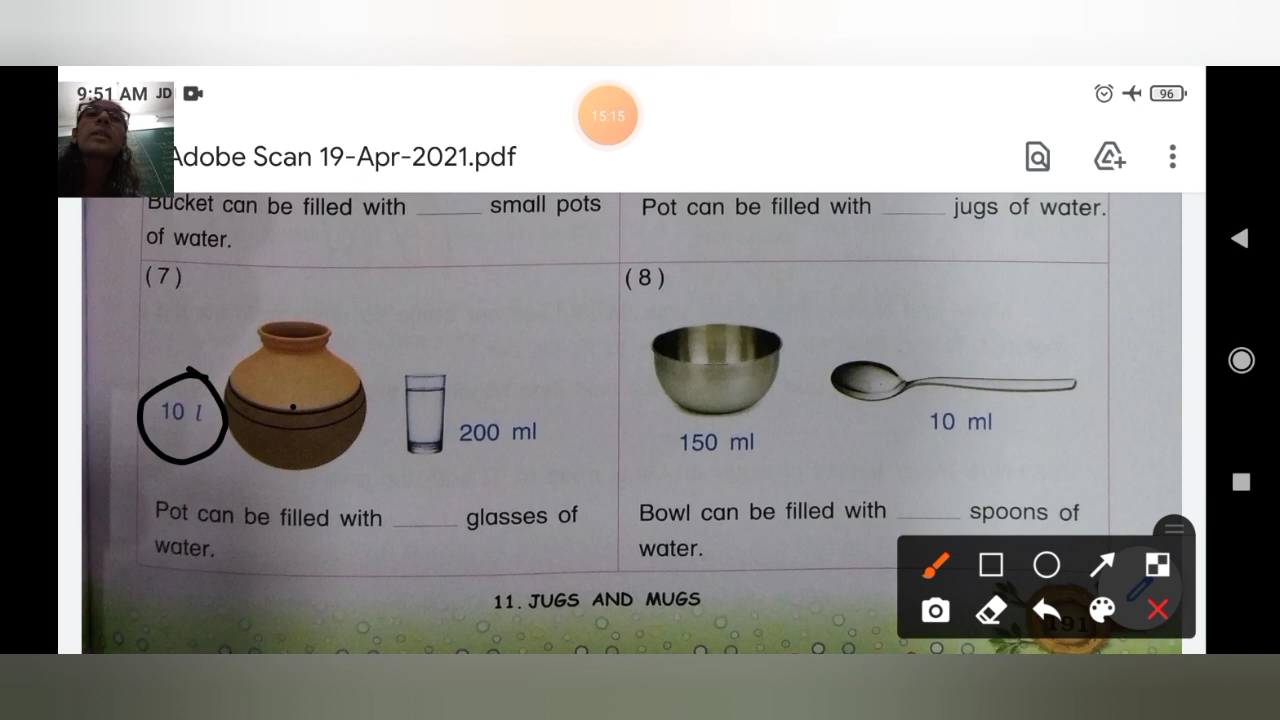 9:51 AM JD
15:15
96
Adobe Scan 19-Apr-2021.pdf
Bucket can be filled with ______ small pots
of water.
Pot can be filled with ______ jugs of water.
(7)
10 l
200 ml
Pot can be filled with ______ glasses of
water.
(8)
150 ml
10 ml
Bowl can be filled with ______ spoons of
water.
11. JUGS AND MUGS
191